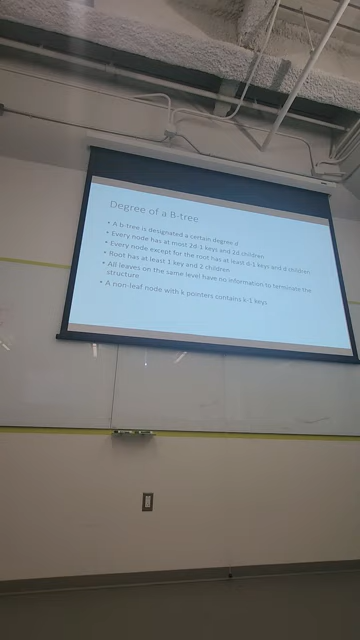 Degree of a B-tree
• A b-tree is designated a certain degree d
• Every node has at most 2d-1 keys and 2d children
• Every node except for the root has at least d-1 keys and d children
• Root has at least 1 key and 2 children
• All leaves on the same level have no information to terminate the
structure
• A non-leaf node with k pointers contains k-1 keys